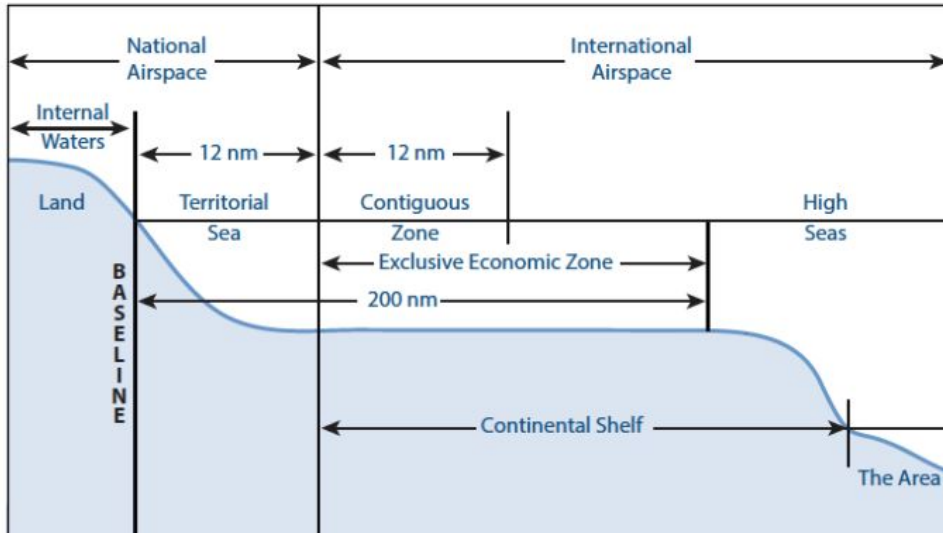 National
Airspace
International
Airspace
Internal
Waters
12 nm
12 nm
Land
Territorial
Sea
Contiguous
Zone
High
Seas
Exclusive Economic Zone
200 nm
BASELINE
Continental Shelf
The Area